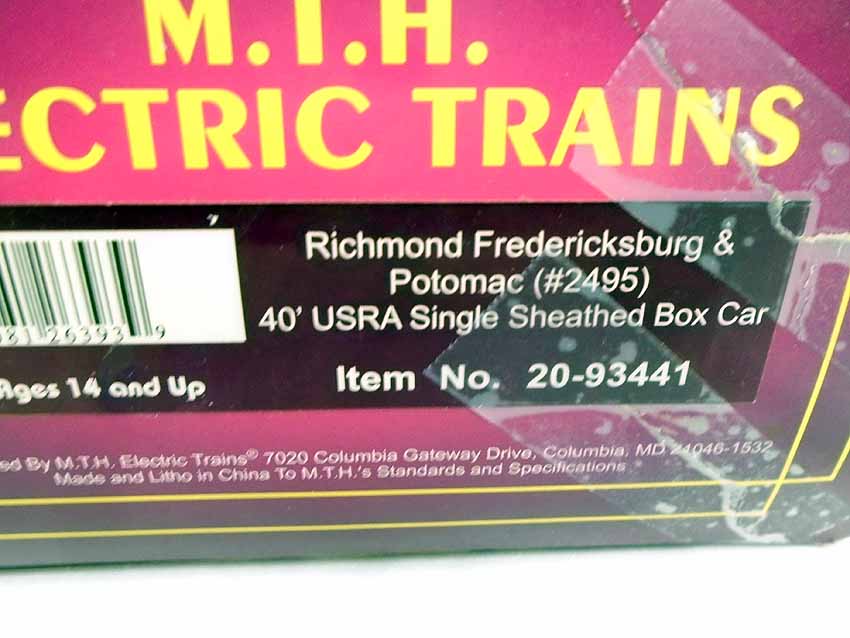 M.T.H.
ECTRIC TRAINS
Richmond Fredericksburg &
Potomac (#2495)
40' USRA Single Sheathed Box Car
9
Ages 14 and Up
Item No. 20-93441
ed By M.T.H. Electric Trains® 7020 Columbia Gateway Drive, Columbia, MD 21046-1532
Made and Litho in China To M.T.H.'s Standards and Specifications